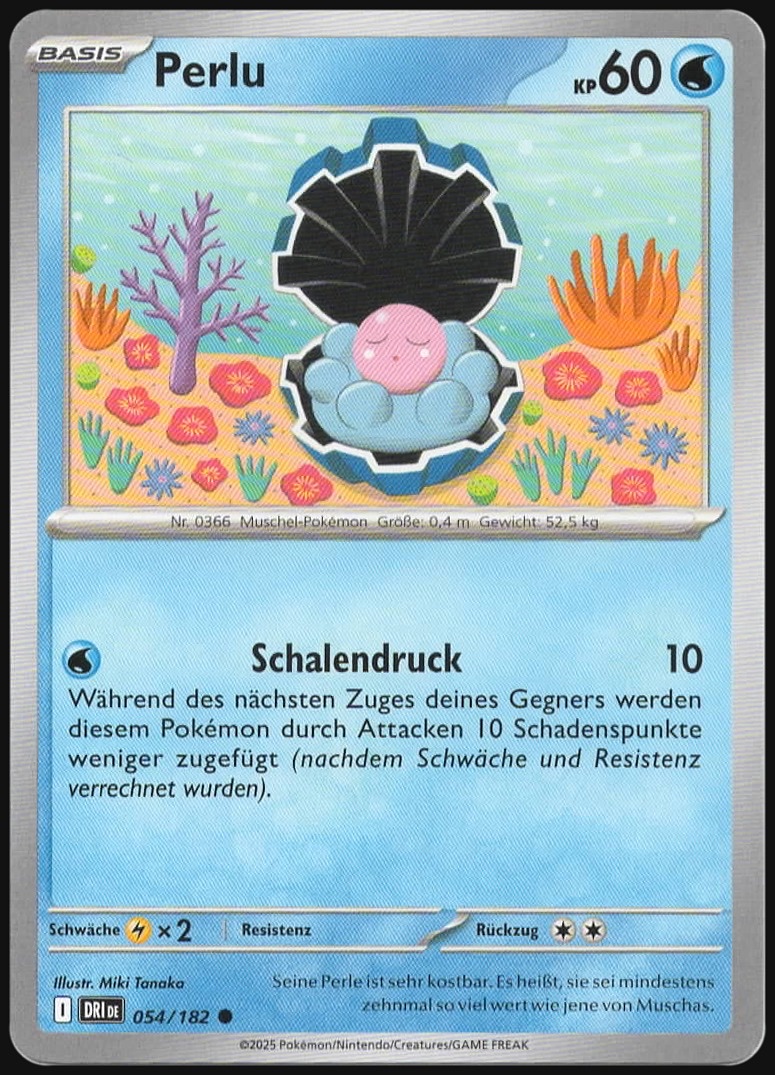 BASIS
Perlu
KP 60
Nr. 0366 Muschel-Pokémon Größe: 0,4 m Gewicht: 52,5 kg
Schalendruck 10
Während des nächsten Zuges deines Gegners werden
diesem Pokémon durch Attacken 10 Schadenspunkte
weniger zugefügt (nachdem Schwäche und Resistenz
verrechnet wurden).
Schwäche × 2 Resistenz Rückzug
Illustr. Miki Tanaka
Seine Perle ist sehr kostbar. Es heißt, sie sei mindestens
zehnmal so viel wert wie jene von Muschas.
I DRI DE 054/182
©2025 Pokémon/Nintendo/Creatures/GAME FREAK